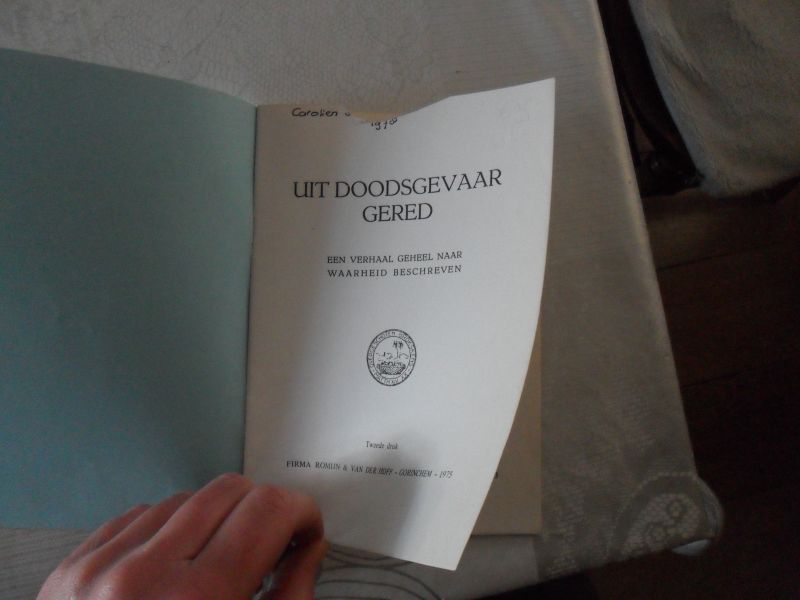 Carolien
1978
UIT DOODSGEVAAR
GERED
EEN VERHAAL GEHEEL NAAR
WAARHEID BESCHREVEN
Tweede druk
FIRMA ROMIJN & VAN DER HOFF - GORINCHEM - 1975